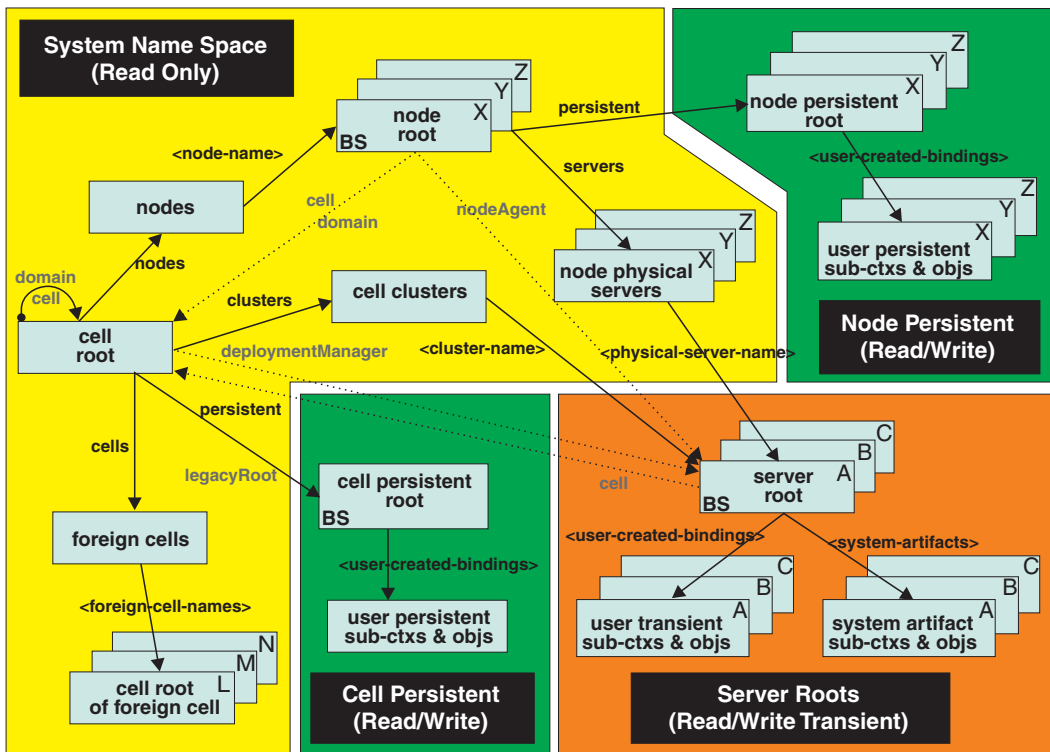 System Name Space
(Read Only)
Z
Y
X
node
root
BS
persistent
Z
Y
X
node persistent
root
<node-name>
servers
<user-created-bindings>
nodes
cell
domain
nodeAgent
Z
Y
X
node physical
servers
Z
Y
X
user persistent
sub-ctxs & objs
nodes
domain
cell
clusters
cell clusters
cell
root
deploymentManager
<cluster-name>
<physical-server-name>
Node Persistent
(Read/Write)
persistent
cells
legacyRoot
cell persistent
root
BS
cell
C
B
A
server
root
BS
foreign cells
<user-created-bindings>
<user-created-bindings>
<system-artifacts>
<foreign-cell-names>
user persistent
sub-ctxs & objs
C
B
A
user transient
sub-ctxs & objs
C
B
A
system artifact
sub-ctxs & objs
N
M
L
cell root
of foreign cell
Cell Persistent
(Read/Write)
Server Roots
(Read/Write Transient)